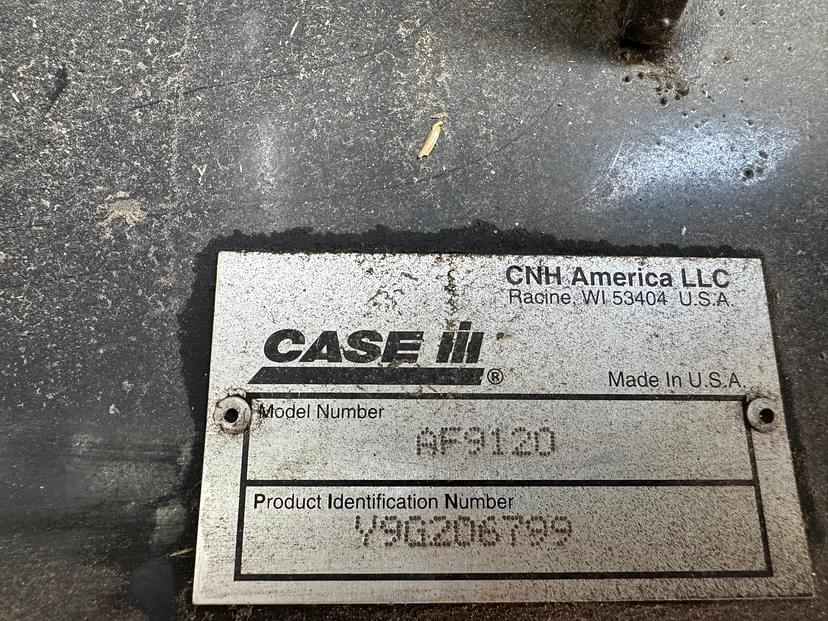 CNH America LLC
Racine, WI 53404 U.S.A.
CASE IH ®
Made In U.S.A.
Model Number
AF9120
Product Identification Number
Y9G206799